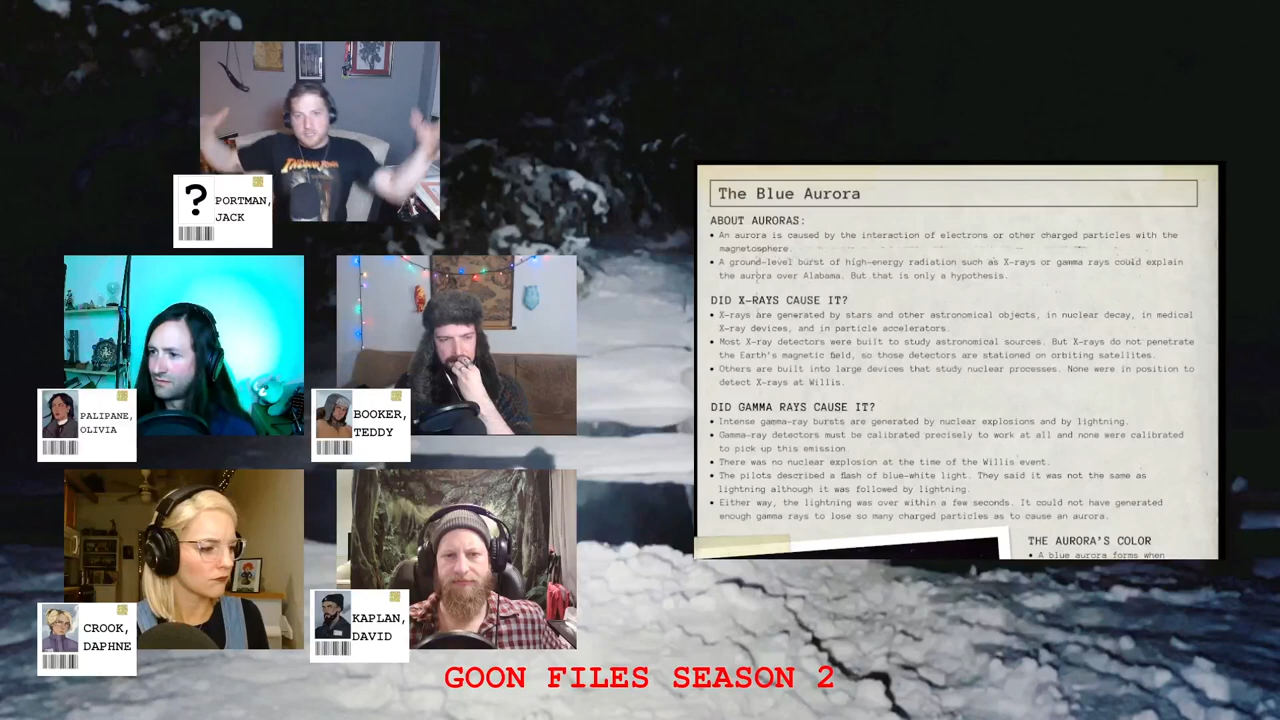 INDIANA JONES
?
PORTMAN,
JACK
PALIPANE,
OLIVIA
BOOKER,
TEDDY
CROOK,
DAPHNE
KAPLAN,
DAVID
The Blue Aurora
ABOUT AURORAS:
• An aurora is caused by the interaction of electrons or other charged particles with the
magnetosphere.
• A ground-level burst of high-energy radiation such as X-rays or gamma rays could explain
the aurora over Alabama. But that is only a hypothesis.
DID X-RAYS CAUSE IT?
• X-rays are generated by stars and other astronomical objects, in nuclear decay, in medical
X-ray devices, and in particle accelerators.
• Most X-ray detectors were built to study astronomical sources. But X-rays do not penetrate
the Earth's magnetic field, so those detectors are stationed on orbiting satellites.
• Others are built into large devices that study nuclear processes. None were in position to
detect X-rays at Willis.
DID GAMMA RAYS CAUSE IT?
• Intense gamma-ray bursts are generated by nuclear explosions and by lightning.
• Gamma-ray detectors must be calibrated precisely to work at all and none were calibrated
to pick up this emission.
• There was no nuclear explosion at the time of the Willis event.
• The pilots described a flash of blue-white light. They said it was not the same as
lightning although it was followed by lightning.
• Either way, the lightning was over within a few seconds. It could not have generated
enough gamma rays to lose so many charged particles as to cause an aurora.
THE AURORA'S COLOR
• A blue aurora forms when
GOON FILES SEASON 2